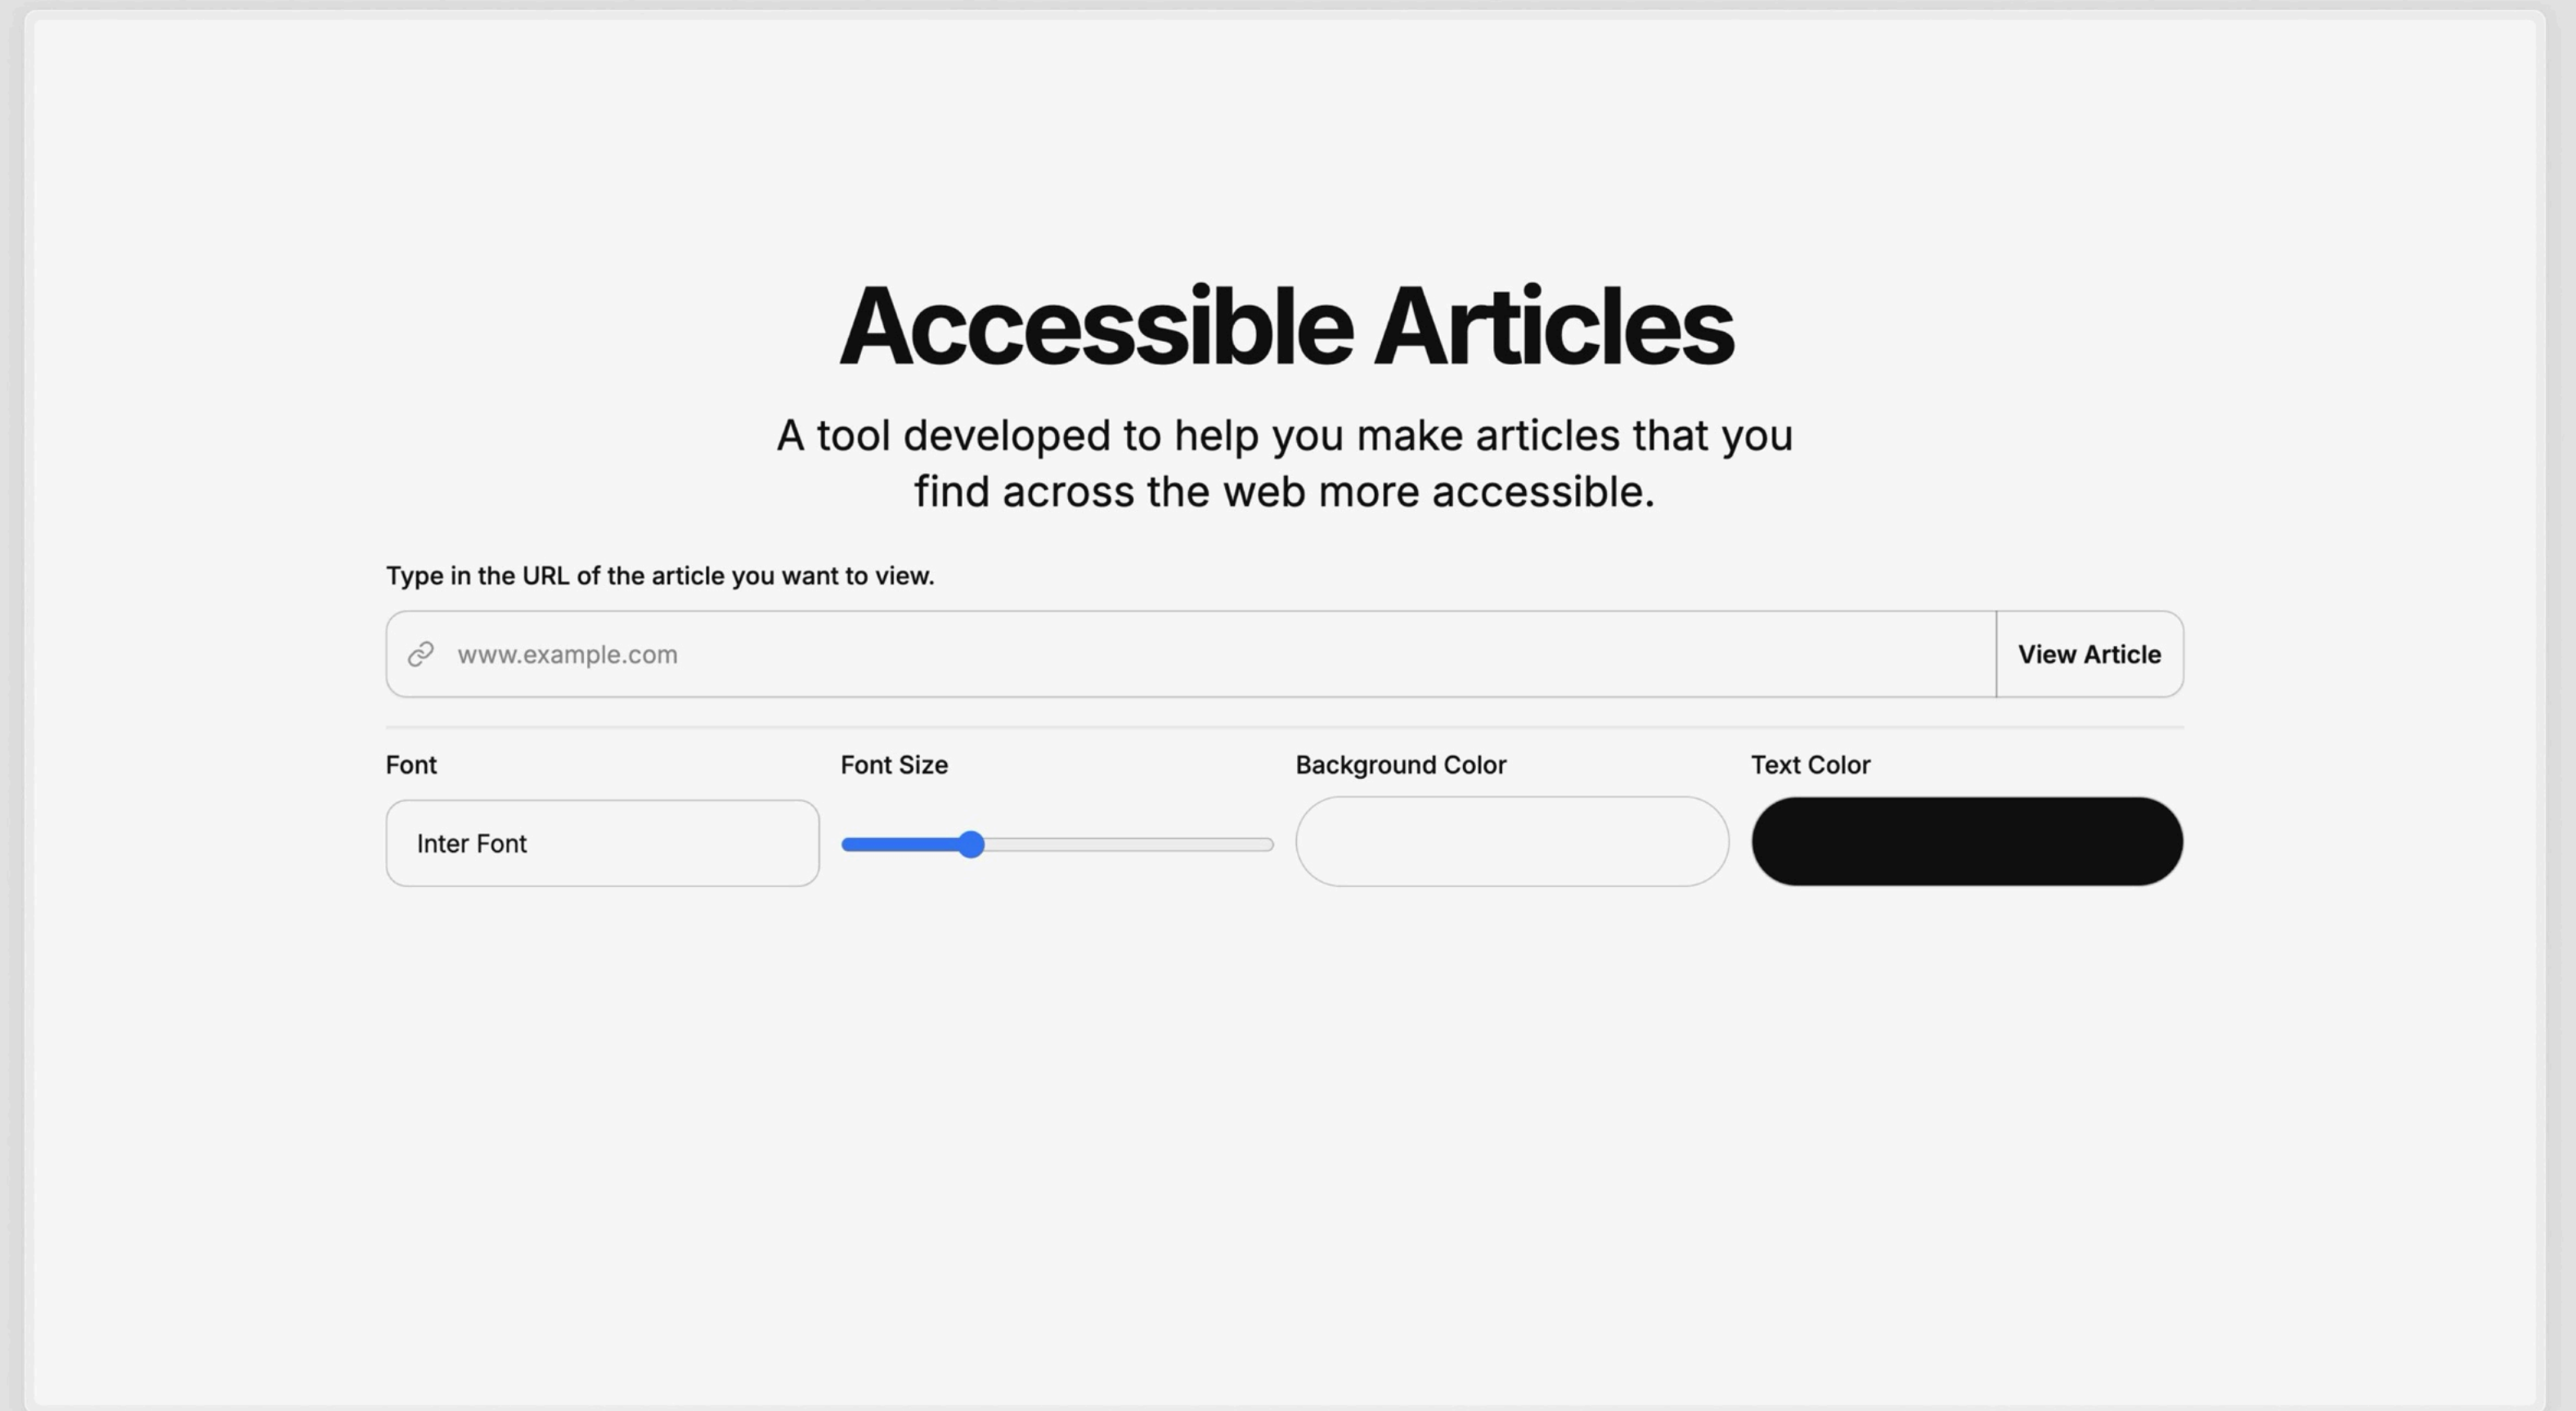 Accessible Articles
A tool developed to help you make articles that you
find across the web more accessible.
Type in the URL of the article you want to view.
www.example.com
View Article
Font
Font Size
Background Color
Text Color
Inter Font